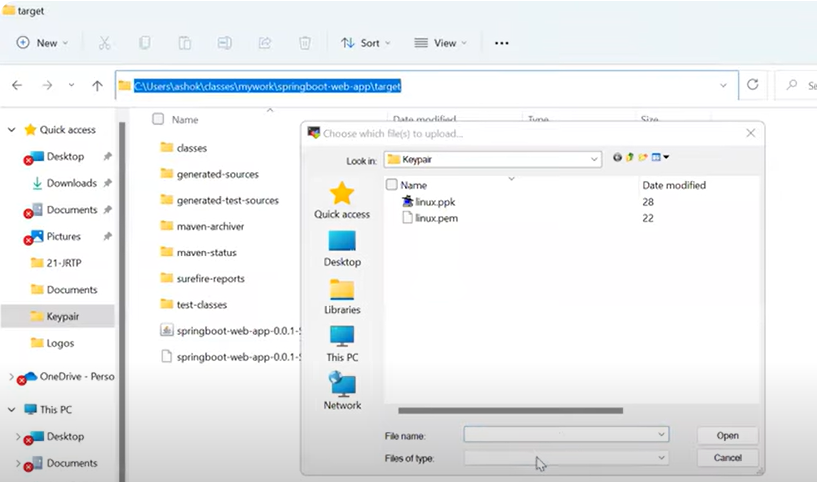 target
New
Sort
View
C:\Users\ashok\classes\mywork\springboot-web-app\target
Quick access
Desktop
Downloads
Documents
Pictures
21-JRTP
Documents
Keypair
Logos
OneDrive - Perso
This PC
Desktop
Documents
Name
Date modified
Type
Size
classes
generated-sources
generated-test-sources
maven-archiver
maven-status
surefire-reports
test-classes
springboot-web-app-0.0.1-S
springboot-web-app-0.0.1-S
Choose which file(s) to upload...
Look in:
Keypair
Quick access
Desktop
Libraries
This PC
Network
Name
Date modified
linux.ppk
28
linux.pem
22
File name:
Open
Files of type:
Cancel